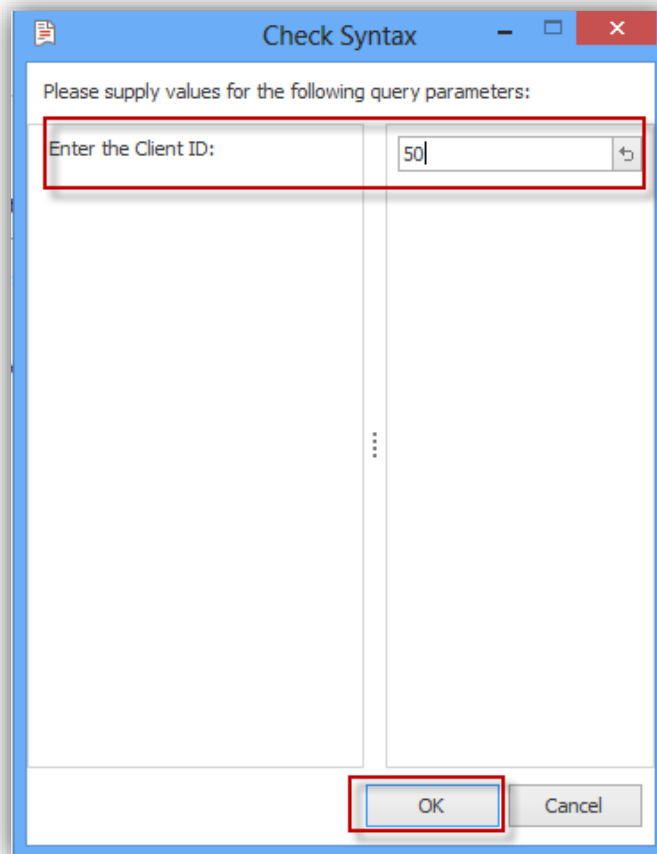 Check Syntax
Please supply values for the following query parameters:
Enter the Client ID:
50
OK
Cancel